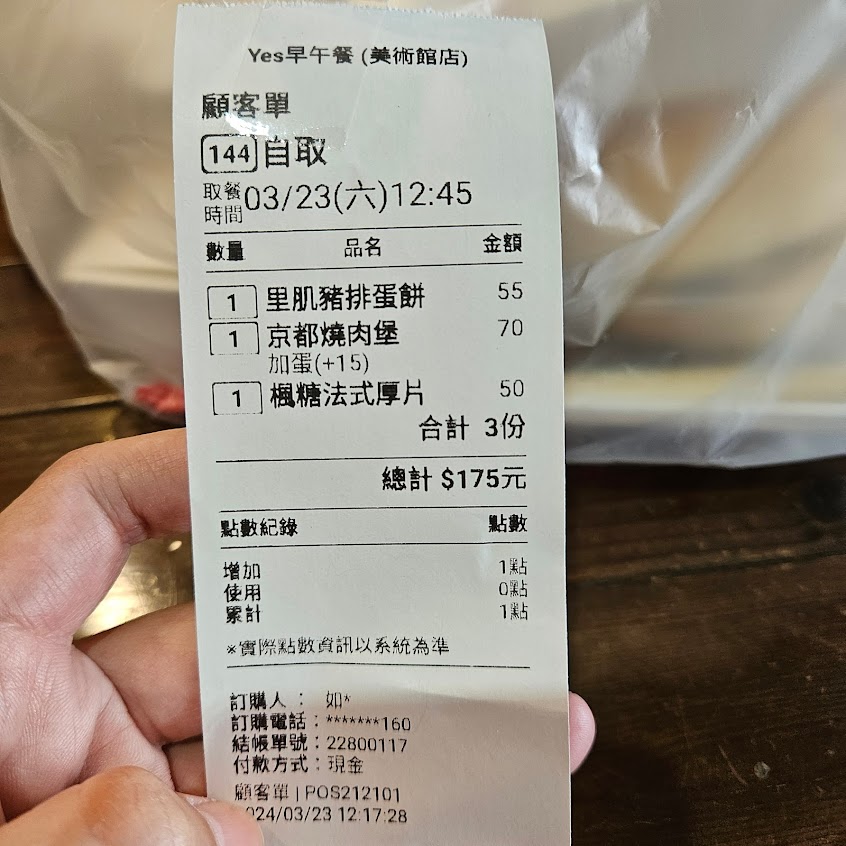 Yes早午餐 (美術館店)
顧客單
144 自取
取餐時間 03/23(六)12:45
數量 品名 金額
1 里肌豬排蛋餅 55
1 京都燒肉堡 70
加蛋(+15)
1 楓糖法式厚片 50
合計 3份
總計 $175元
點數紀錄 點數
增加 1點
使用 0點
累計 1點
※實際點數資訊以系統為準
訂購人： 如*
訂購電話：*******160
結帳單號：22800117
付款方式：現金
顧客單 | POS212101
024/03/23 12:17:28